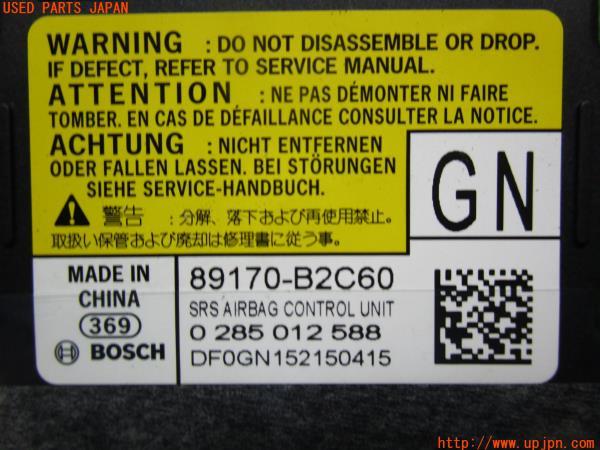 USED PARTS JAPAN
WARNING : DO NOT DISASSEMBLE OR DROP.
IF DEFECT, REFER TO SERVICE MANUAL.
ATTENTION : NE PAS DÉMONTER NI FAIRE
TOMBER. EN CAS DE DÉFAILLANCE CONSULTER LA NOTICE.
ACHTUNG : NICHT ENTFERNEN
ODER FALLEN LASSEN. BEI STÖRUNGEN
SIEHE SERVICE-HANDBUCH.
警告 : 分解、落下および再使用禁止。
取扱い保管および廃却は修理書に従う事。
GN
MADE IN
CHINA
369
BOSCH
89170-B2C60
SRS AIRBAG CONTROL UNIT
0 285 012 588
DF0GN152150415
http://www.upjpn.com/